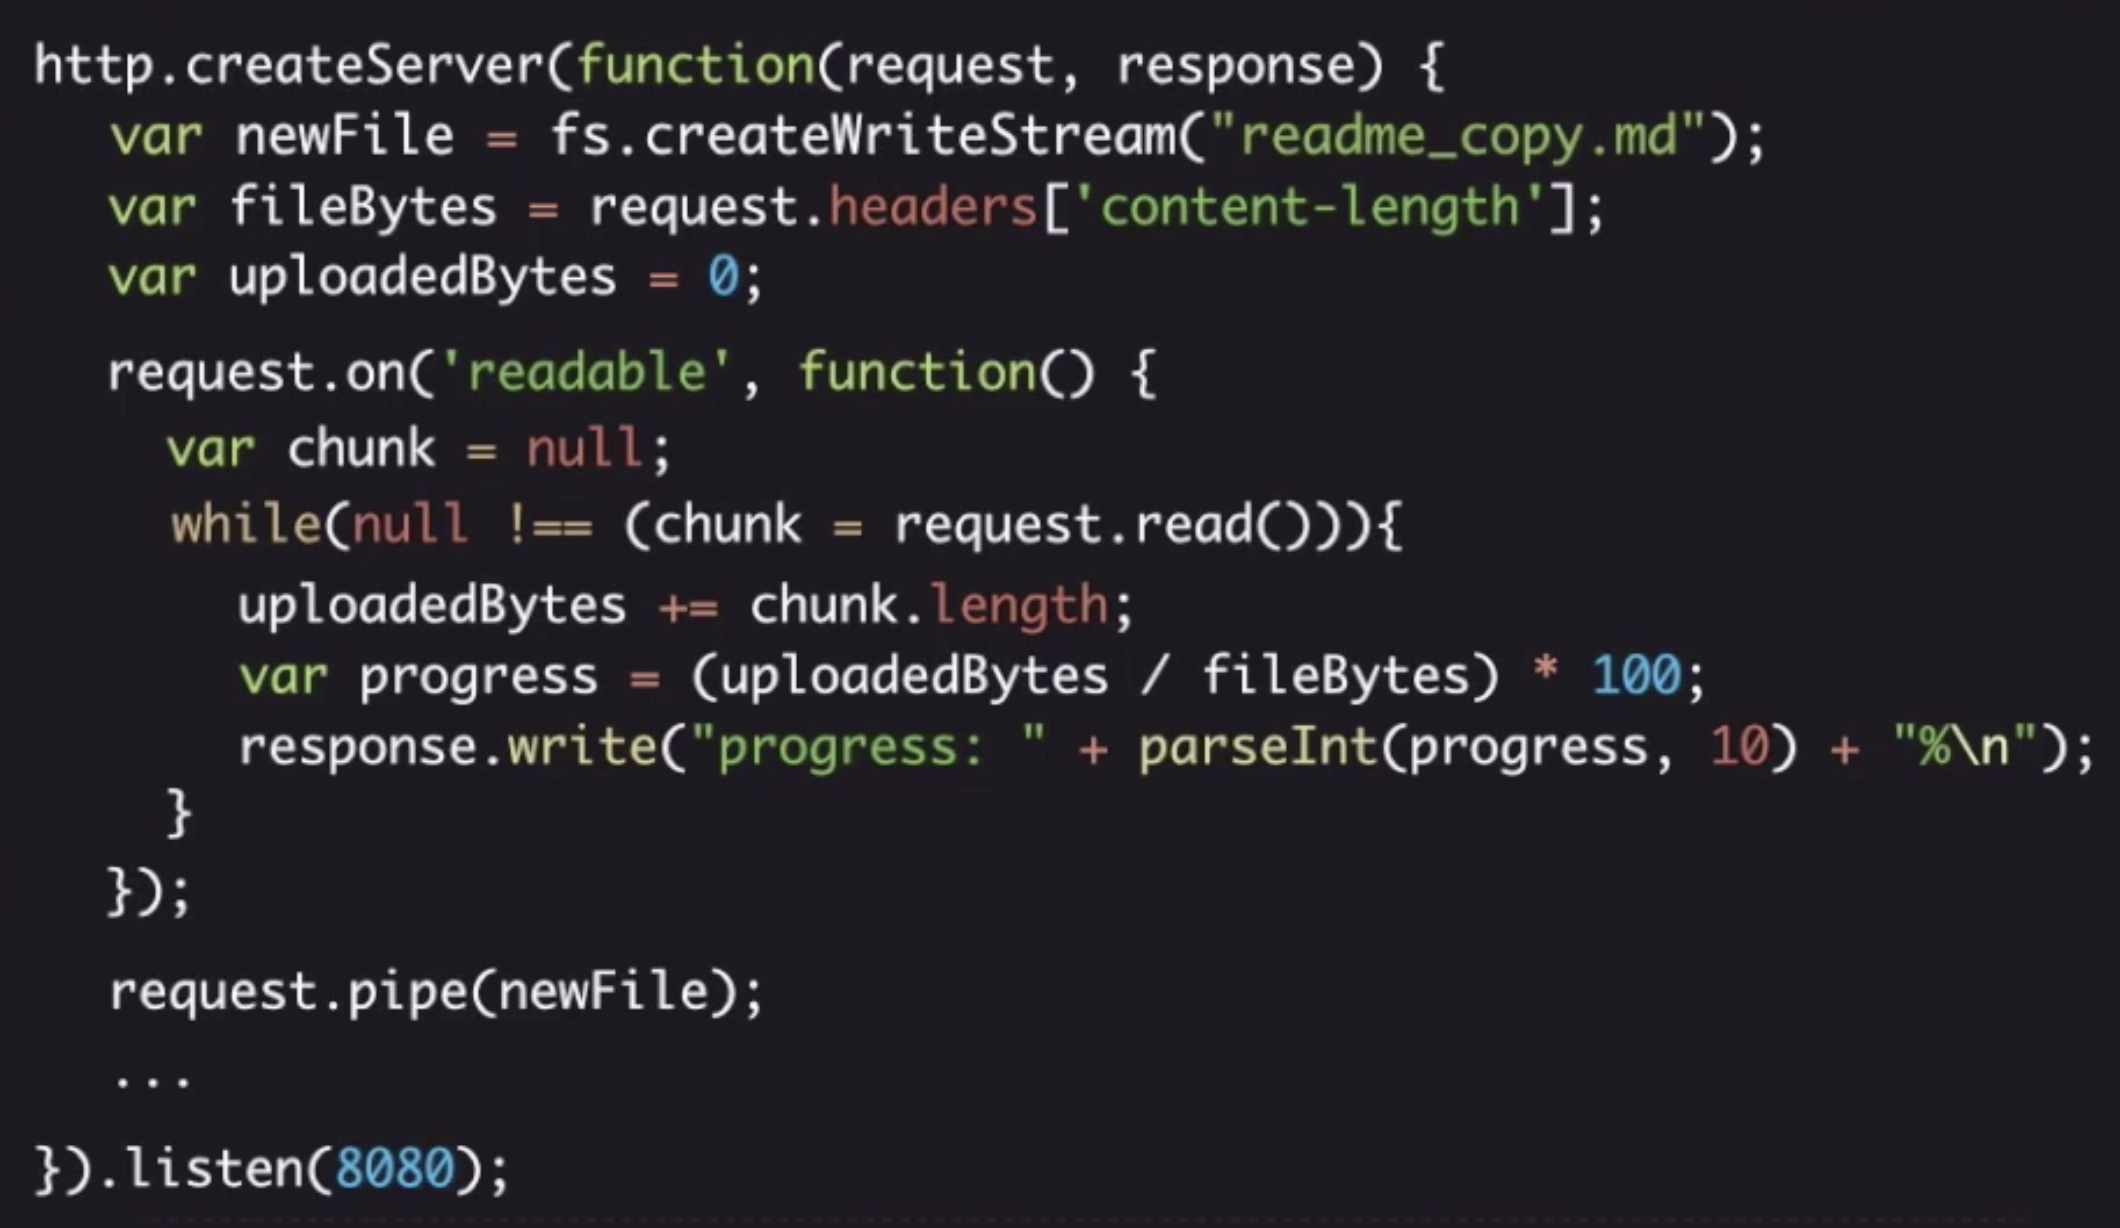 http.createServer(function(request, response) {
var newFile = fs.createWriteStream("readme_copy.md");
var fileBytes = request.headers['content-length'];
var uploadedBytes = 0;
request.on('readable', function() {
var chunk = null;
while(null !== (chunk = request.read())){
uploadedBytes += chunk.length;
var progress = (uploadedBytes / fileBytes) * 100;
response.write("progress: " + parseInt(progress, 10) + "%\n");
}
});
request.pipe(newFile);
...
}).listen(8080);